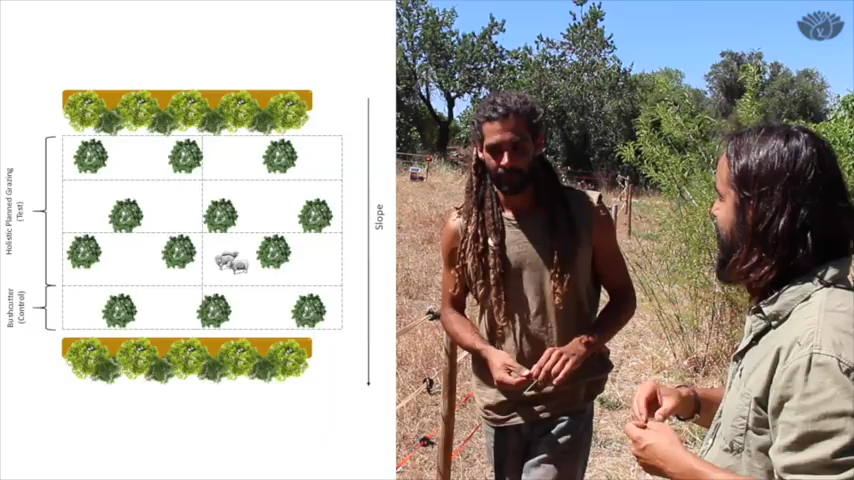 Holistic Planned Grazing
(Test)
Bushcutter
(Control)
Slope